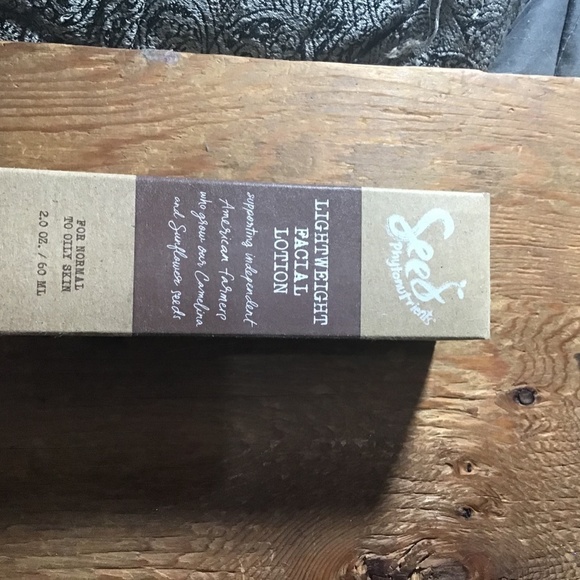 Seed
Phytonutrients
LIGHTWEIGHT
FACIAL
LOTION
supporting independent
American farmers
who grow our Camelina
and Sunflower seeds
FOR NORMAL
TO OILY SKIN
2.0 OZ. / 60 ML